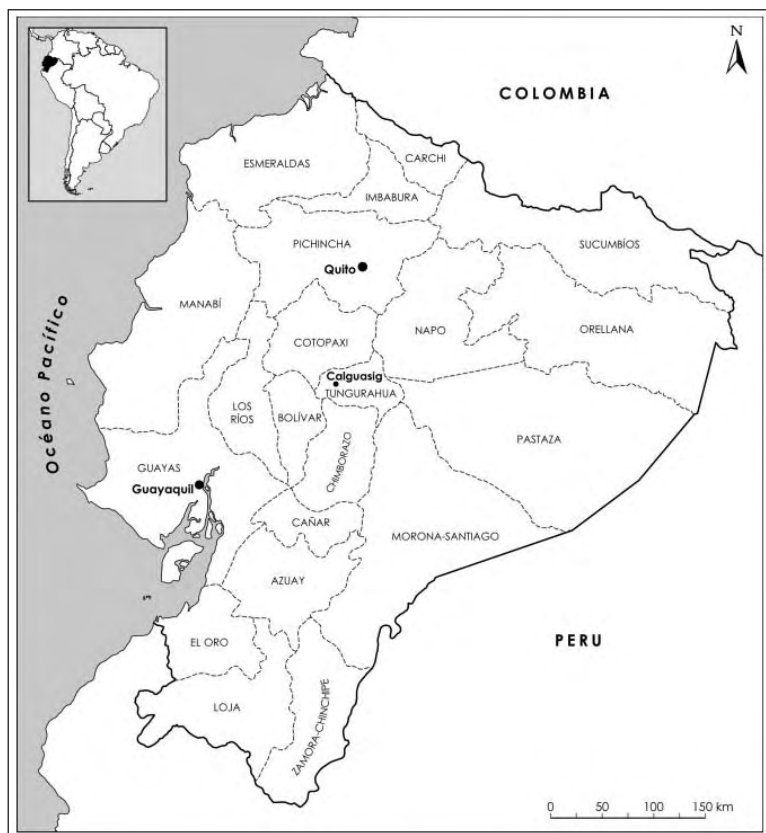 N
COLOMBIA
CARCHI
ESMERALDAS
IMBABURA
SUCUMBÍOS
PICHINCHA
Quito
MANABÍ
ORELLANA
NAPO
COTOPAXI
Océano Pacífico
Calguasig
TUNGURAHUA
LOS
RÍOS
BOLÍVAR
PASTAZA
CHIMBORAZO
GUAYAS
Guayaquil
CAÑAR
MORONA-SANTIAGO
AZUAY
EL ORO
PERU
LOJA
ZAMORA-CHINCHIPE
0 50 100 150 km